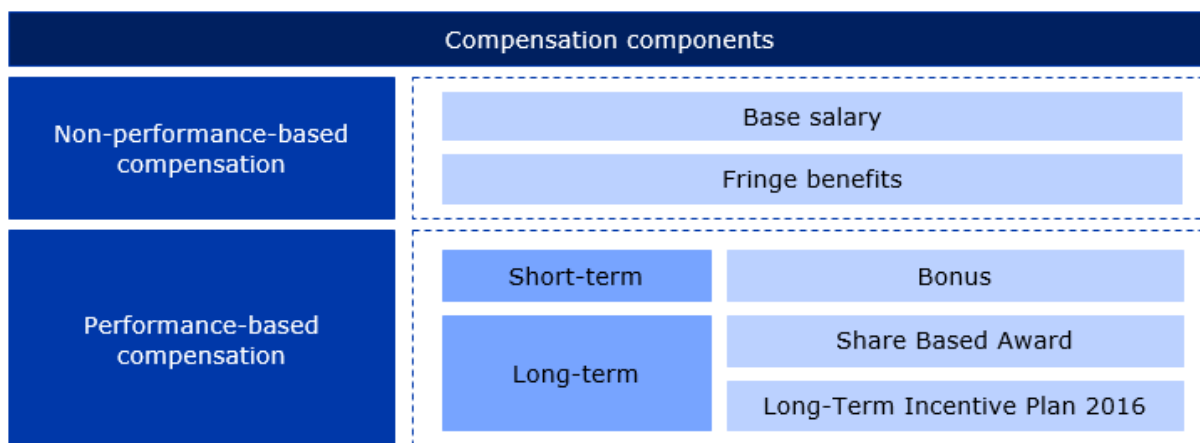 Compensation components
Non-performance-based
compensation
Base salary
Fringe benefits
Performance-based
compensation
Short-term
Bonus
Long-term
Share Based Award
Long-Term Incentive Plan 2016